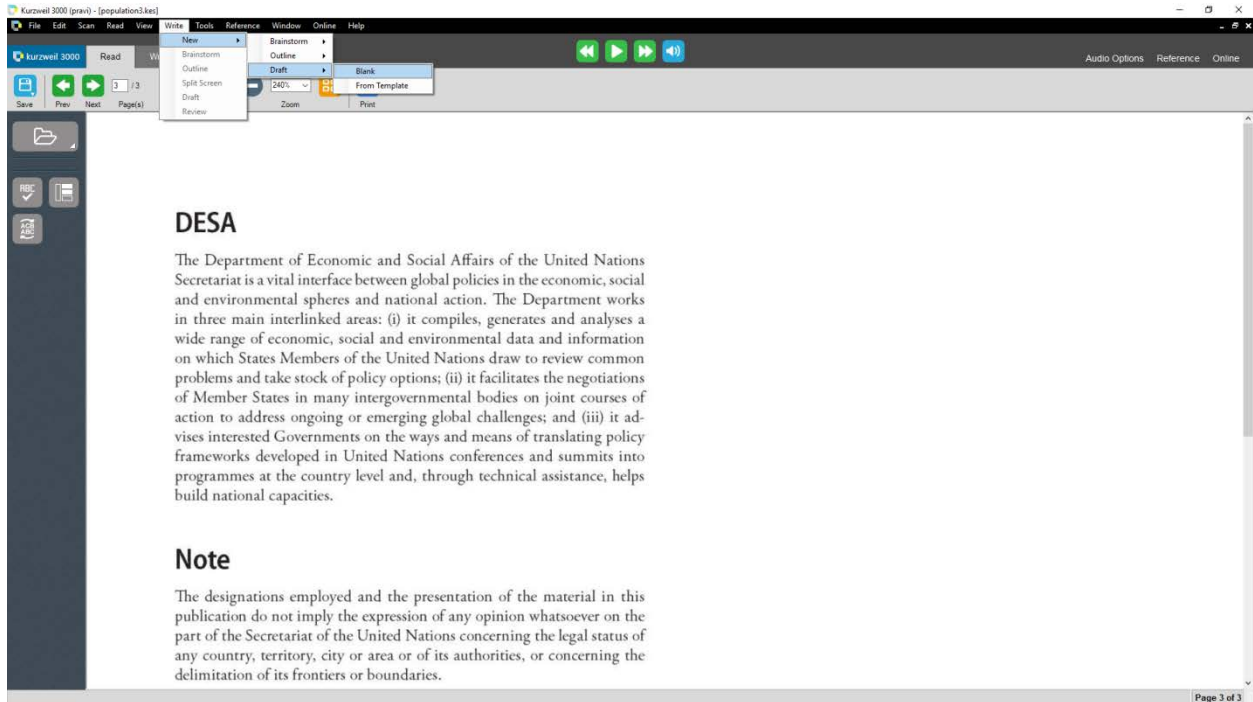 Kurzweil 3000 (pravi) - [population3.kes]
File Edit Scan Read View Write Tools Reference Window Online Help
New Brainstorm
kurzweil 3000 Read W Brainstorm Outline Audio Options Reference Online
Outline Draft Blank
3 /3 Split Screen 240% From Template
Save Prev Next Page(s) Draft Zoom Print
Review
ABC
ACB
ABC
DESA
The Department of Economic and Social Affairs of the United Nations
Secretariat is a vital interface between global policies in the economic, social
and environmental spheres and national action. The Department works
in three main interlinked areas: (i) it compiles, generates and analyses a
wide range of economic, social and environmental data and information
on which States Members of the United Nations draw to review common
problems and take stock of policy options; (ii) it facilitates the negotiations
of Member States in many intergovernmental bodies on joint courses of
action to address ongoing or emerging global challenges; and (iii) it ad-
vises interested Governments on the ways and means of translating policy
frameworks developed in United Nations conferences and summits into
programmes at the country level and, through technical assistance, helps
build national capacities.
Note
The designations employed and the presentation of the material in this
publication do not imply the expression of any opinion whatsoever on the
part of the Secretariat of the United Nations concerning the legal status of
any country, territory, city or area or of its authorities, or concerning the
delimitation of its frontiers or boundaries.
Page 3 of 3